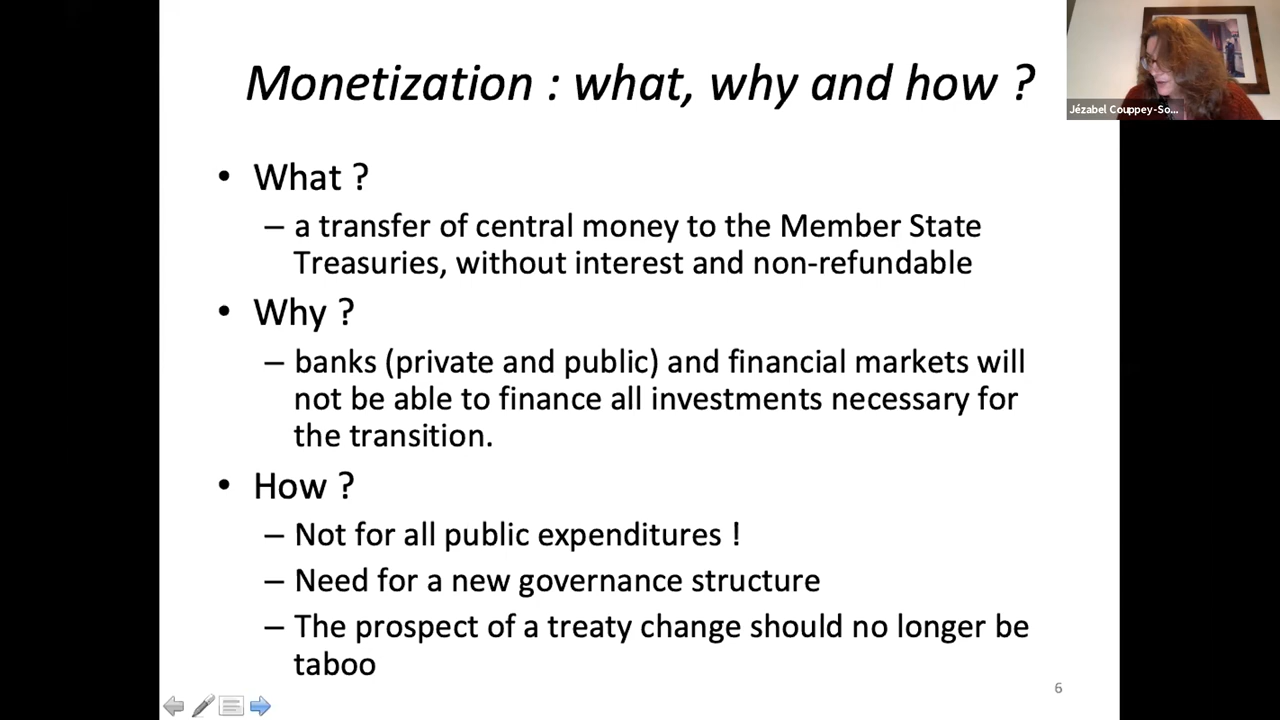 Monetization : what, why and how ?
Jézabel Couppey-So...
• What ?
– a transfer of central money to the Member State
Treasuries, without interest and non-refundable
• Why ?
– banks (private and public) and financial markets will
not be able to finance all investments necessary for
the transition.
• How ?
– Not for all public expenditures !
– Need for a new governance structure
– The prospect of a treaty change should no longer be
taboo
6